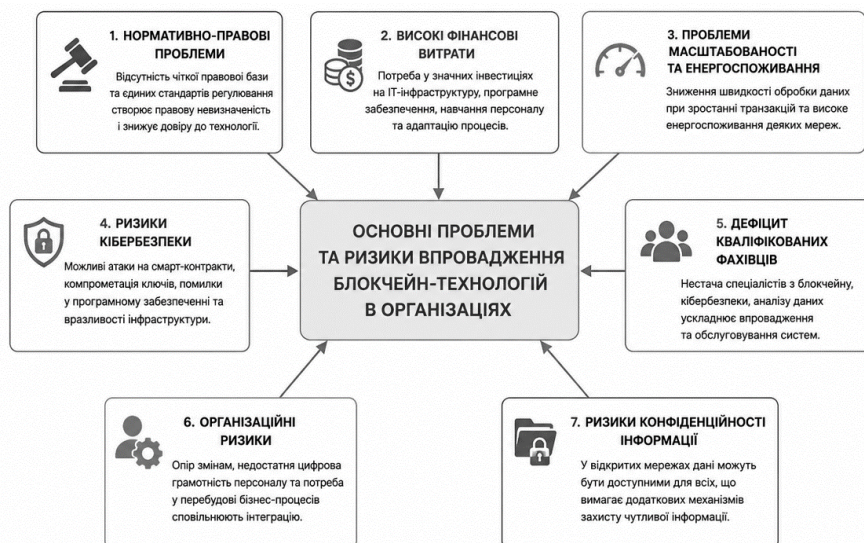 1. НОРМАТИВНО-ПРАВОВІ
ПРОБЛЕМИ
Відсутність чіткої правової бази
та єдиних стандартів регулювання
створює правову невизначеність
і знижує довіру до технології.
2. ВИСОКІ ФІНАНСОВІ
ВИТРАТИ
Потреба у значних інвестиціях
на ІТ-інфраструктуру, програмне
забезпечення, навчання персоналу
та адаптацію процесів.
3. ПРОБЛЕМИ
МАСШТАБОВАНОСТІ
ТА ЕНЕРГОСПОЖИВАННЯ
Зниження швидкості обробки даних
при зростанні транзакцій та високе
енергоспоживання деяких мереж.
4. РИЗИКИ
КІБЕРБЕЗПЕКИ
Можливі атаки на смарт-контракти,
компрометація ключів, помилки
у програмному забезпеченні та
вразливості інфраструктури.
ОСНОВНІ ПРОБЛЕМИ
ТА РИЗИКИ ВПРОВАДЖЕННЯ
БЛОКЧЕЙН-ТЕХНОЛОГІЙ
В ОРГАНІЗАЦІЯХ
5. ДЕФІЦИТ
КВАЛІФІКОВАНИХ
ФАХІВЦІВ
Нестача спеціалістів з блокчейну,
кібербезпеки, аналізу даних
ускладнює впровадження
та обслуговування систем.
6. ОРГАНІЗАЦІЙНІ
РИЗИКИ
Опір змінам, недостатня цифрова
грамотність персоналу та потреба
у перебудові бізнес-процесів
сповільнюють інтеграцію.
7. РИЗИКИ КОНФІДЕНЦІЙНОСТІ
ІНФОРМАЦІЇ
У відкритих мережах дані можуть
бути доступними для всіх, що
вимагає додаткових механізмів
захисту чутливої інформації.